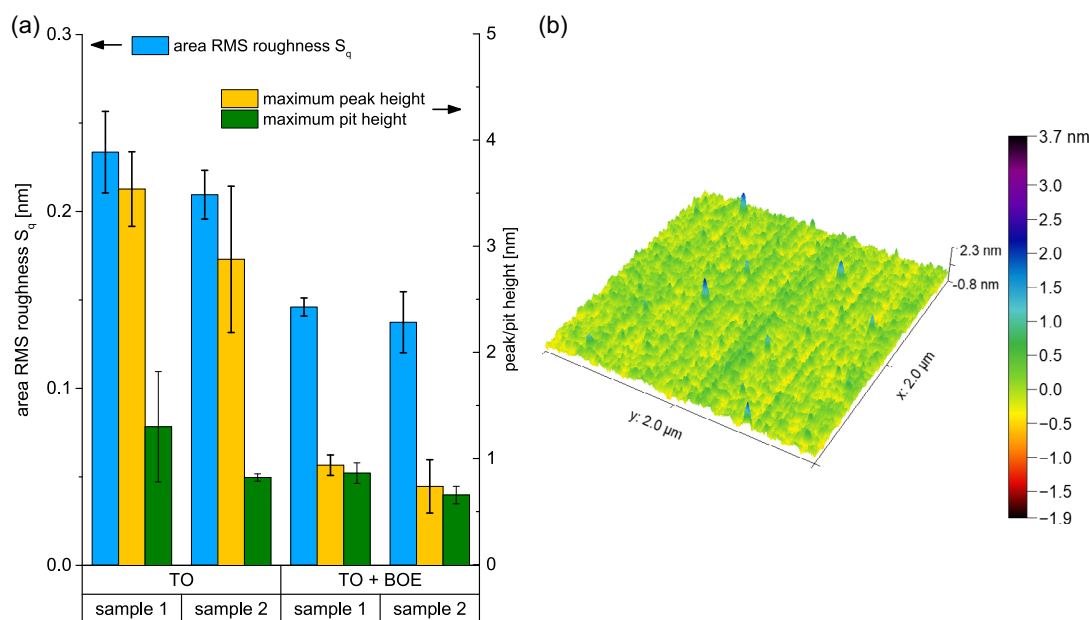 (a)
0.3
0.2
0.1
0.0
area RMS roughness Sq [nm]
area RMS roughness Sq
maximum peak height
maximum pit height
5
4
3
2
1
0
peak/pit height [nm]
TO
TO + BOE
sample 1
sample 2
sample 1
sample 2
(b)
2.3 nm
-0.8 nm
x: 2.0 µm
y: 2.0 µm
3.7 nm
3.0
2.5
2.0
1.5
1.0
0.5
0.0
−0.5
−1.0
−1.5
−1.9